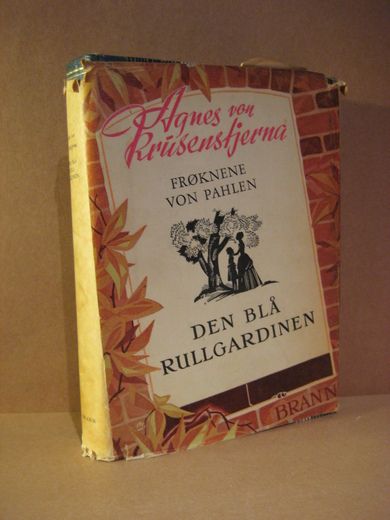 Agnes von
Krusenstjerna
FRØKNENE
VON PAHLEN
DEN BLÅ
RULLGARDINEN
BRANN